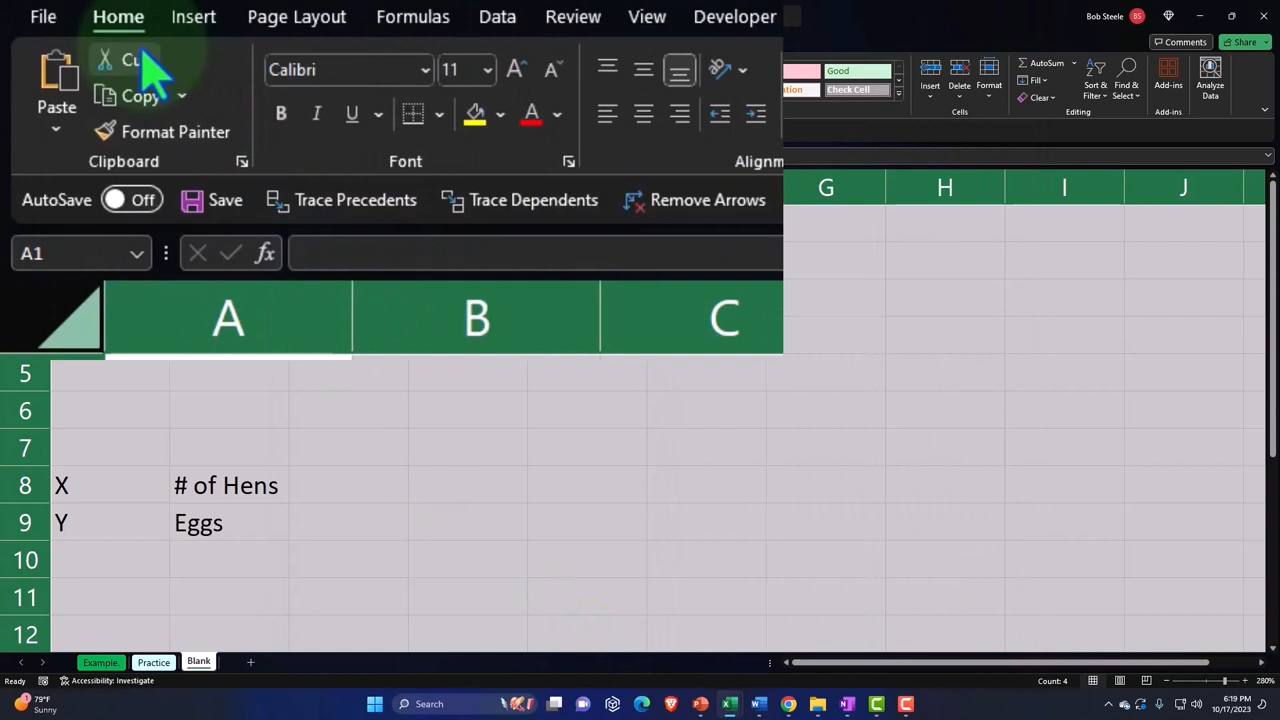 File Home Insert Page Layout Formulas Data Review View Developer
Bob Steele BS
Comments Share
Paste
Cu
Copy
Format Painter
Clipboard
Calibri 11
B I U A
Font
Alignm
Good
Check Cell
Insert Delete Format
Cells
AutoSum
Fill
Clear
Sort & Filter
Find & Select
Editing
Add-ins
Add-ins
Analyze Data
AutoSave Off Save Trace Precedents Trace Dependents Remove Arrows
A1 fx
A B C G H I J
5
6
7
8 X # of Hens
9 Y Eggs
10
11
12
Example. Practice Blank
Ready Accessibility: Investigate Count: 4 280%
79°F
Sunny
Search
6:19 PM
10/17/2023